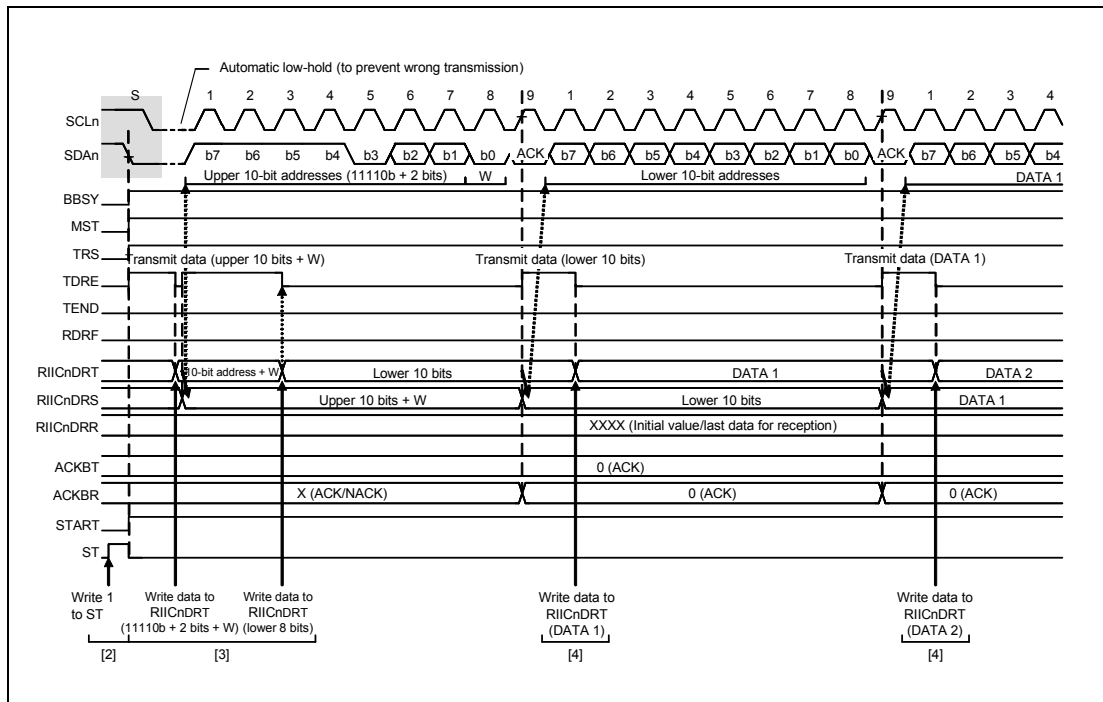 Automatic low-hold (to prevent wrong transmission)
S 1 2 3 4 5 6 7 8 9 1 2 3 4 5 6 7 8 9 1 2 3 4
SCLn
SDAn b7 b6 b5 b4 b3 b2 b1 b0 ACK b7 b6 b5 b4 b3 b2 b1 b0 ACK b7 b6 b5 b4
Upper 10-bit addresses (11110b + 2 bits) W Lower 10-bit addresses DATA 1
BBSY
MST
TRS
Transmit data (upper 10 bits + W) Transmit data (lower 10 bits) Transmit data (DATA 1)
TDRE
TEND
RDRF
RIICnDRT 10-bit address + W Lower 10 bits DATA 1 DATA 2
RIICnDRS Upper 10 bits + W Lower 10 bits DATA 1
RIICnDRR XXXX (Initial value/last data for reception)
ACKBT 0 (ACK)
ACKBR X (ACK/NACK) 0 (ACK) 0 (ACK)
START
ST
Write 1 Write data to Write data to Write data to Write data to
to ST RIICnDRT RIICnDRT RIICnDRT RIICnDRT
(11110b + 2 bits + W) (lower 8 bits) (DATA 1) (DATA 2)
[2] [3] [4] [4]